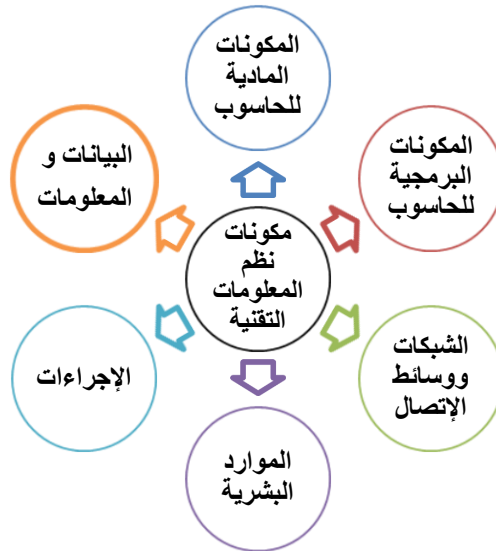 المكونات
المادية
للحاسوب
المكونات
البرمجية
للحاسوب
الشبكات
ووسائط
الإتصال
الموارد
البشرية
الإجراءات
البيانات و
المعلومات
مكونات
نظم
المعلومات
التقنية